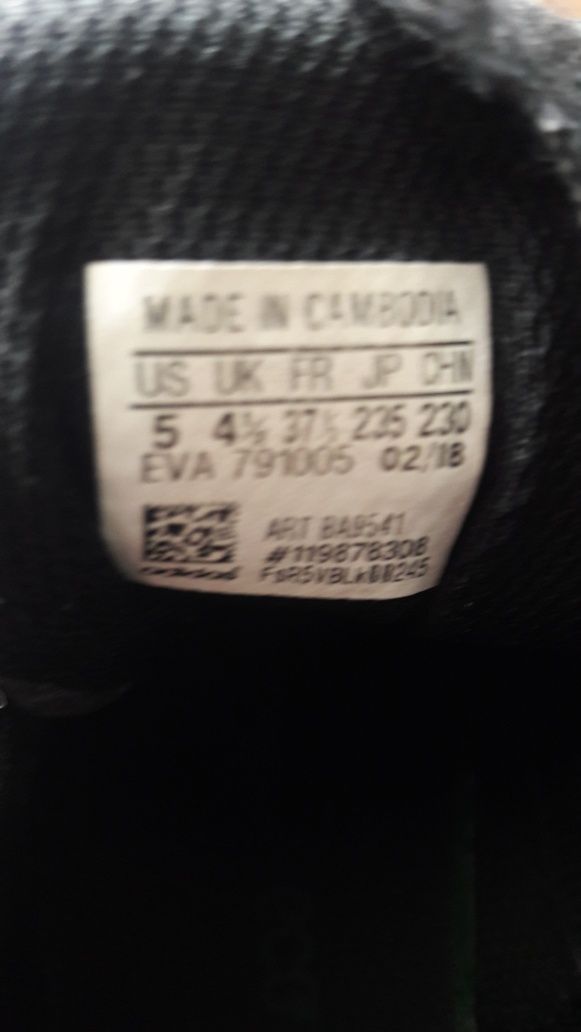 MADE IN CAMBODIA
US UK FR JP CHN
5 4½ 37⅓ 235 230
EVA 791005 02/18
ART BA8541
#119878308